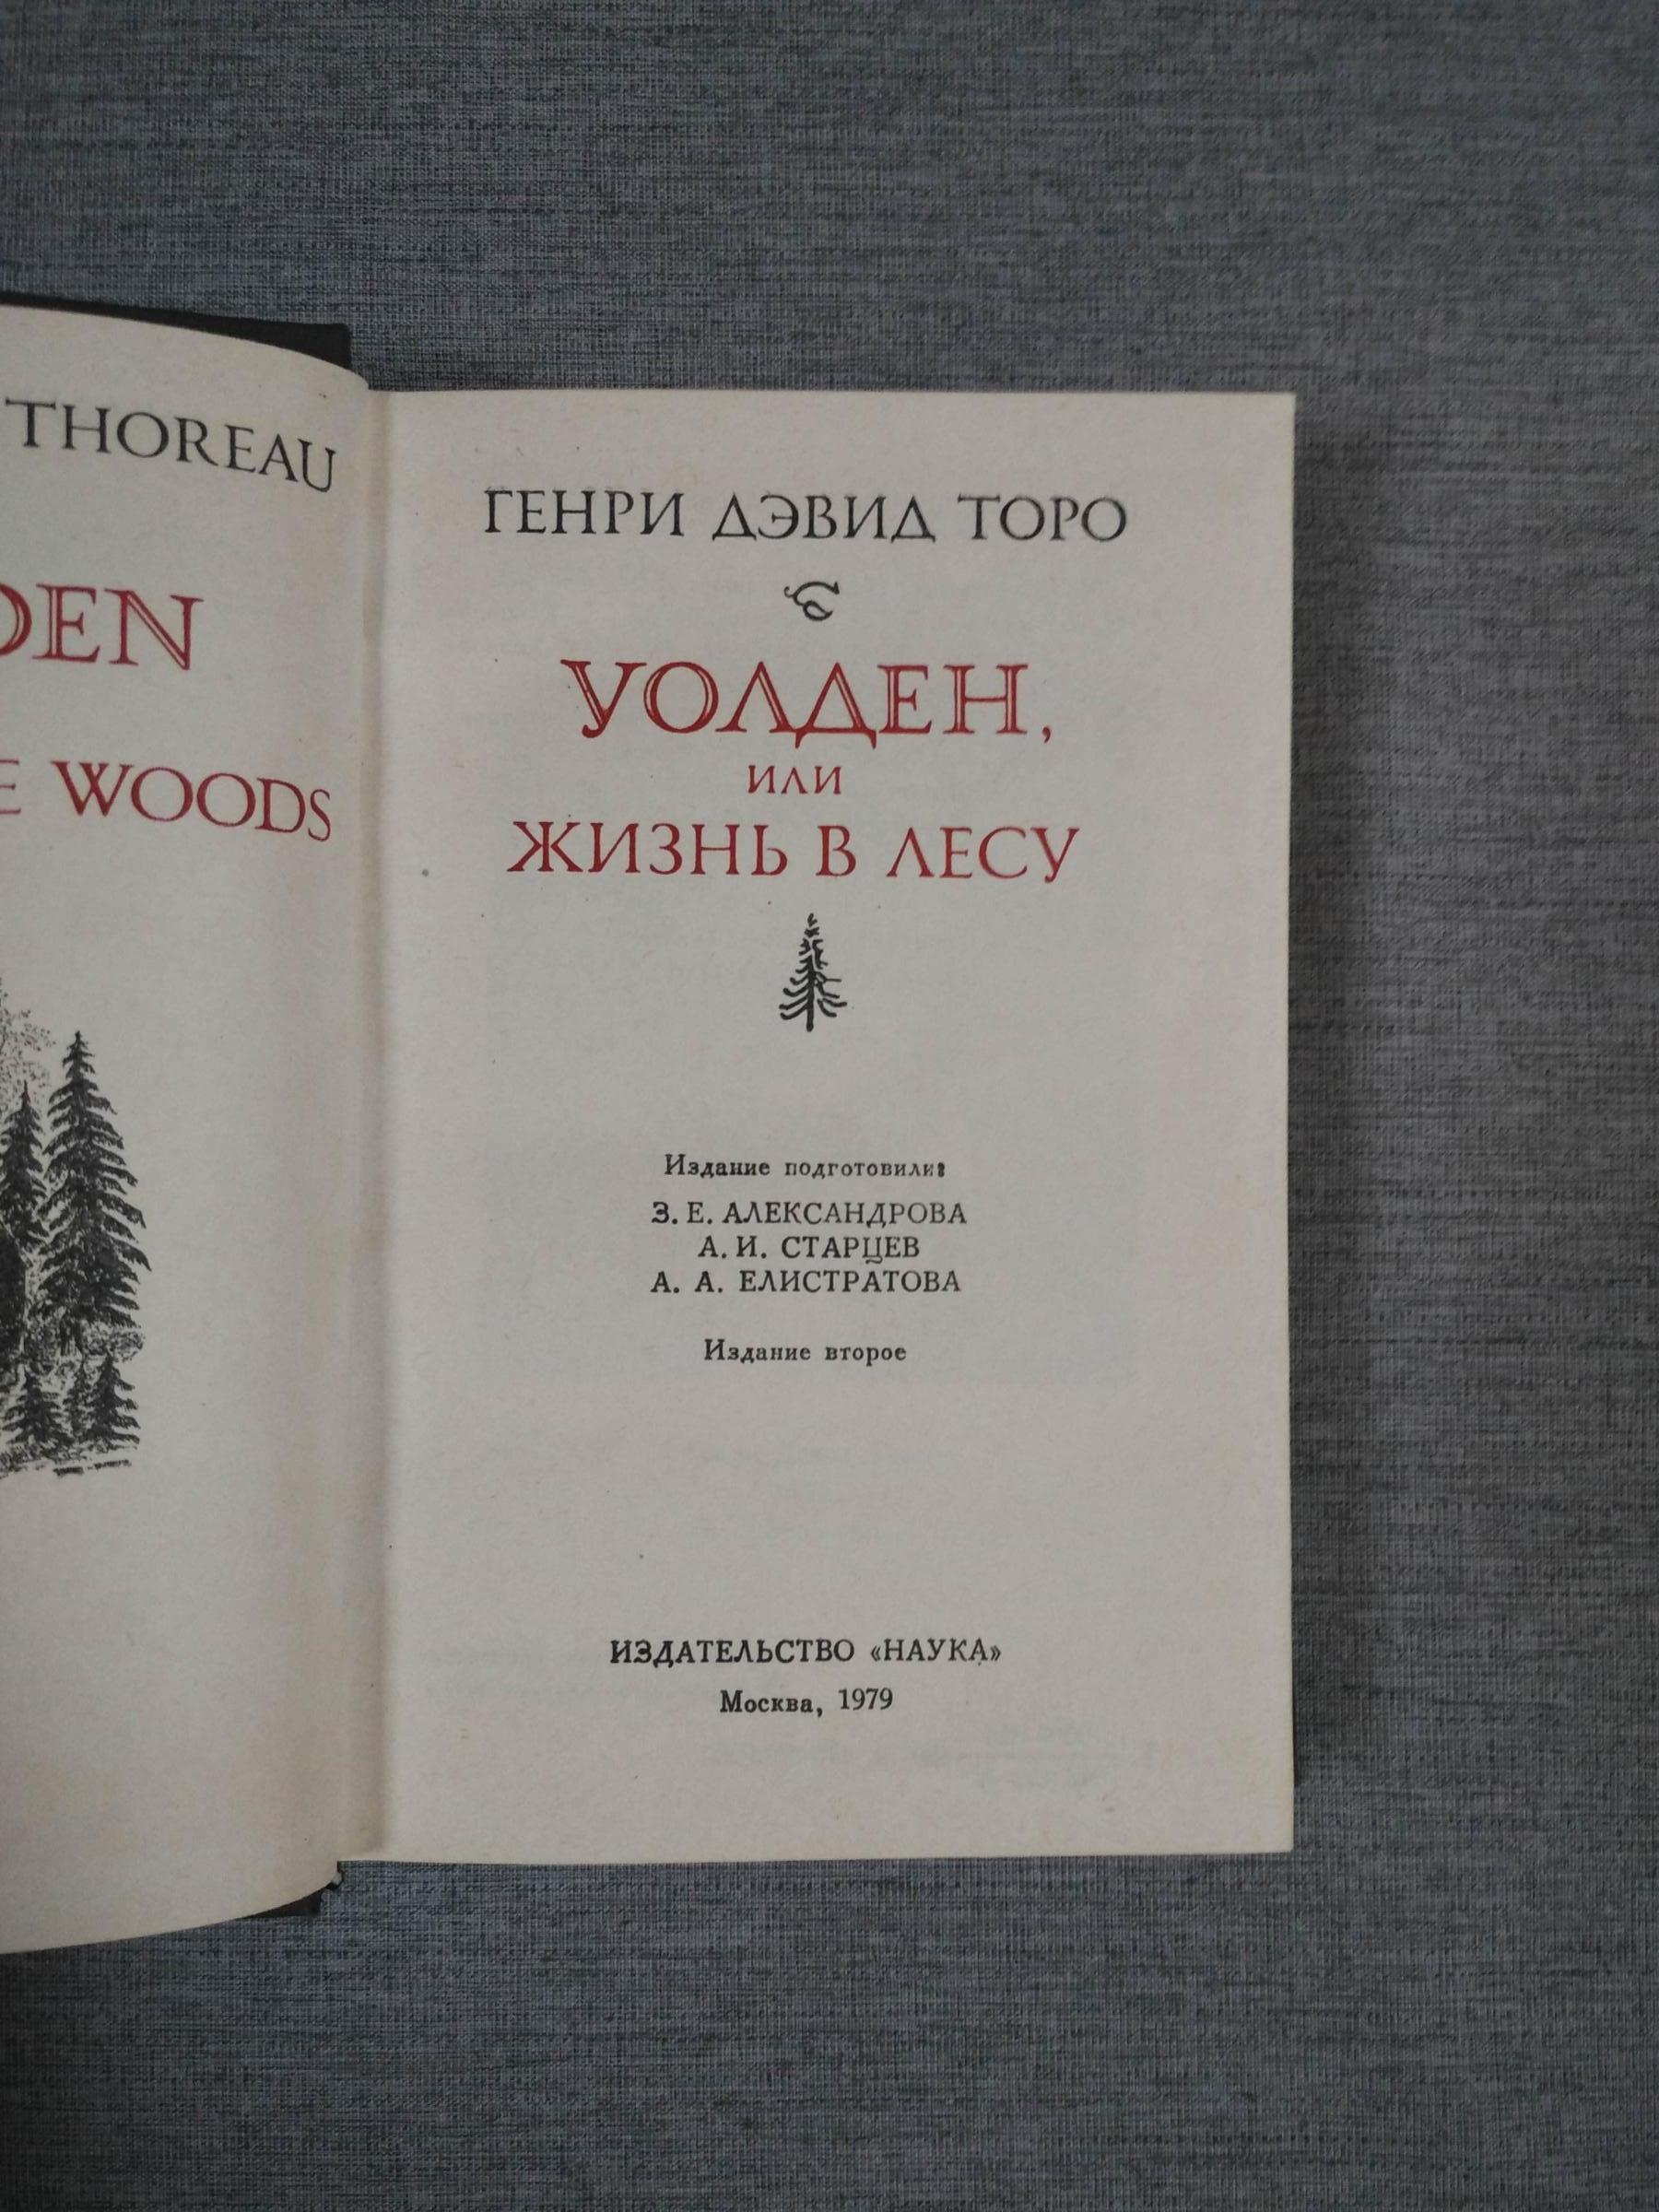 THOREAU
DEN
E WOODS
ГЕНРИ ДЭВИД ТОРО
УОЛДЕН,
ИЛИ
ЖИЗНЬ В ЛЕСУ
Издание подготовили:
З. Е. АЛЕКСАНДРОВА
А. И. СТАРЦЕВ
А. А. ЕЛИСТРАТОВА
Издание второе
ИЗДАТЕЛЬСТВО «НАУКА»
Москва, 1979